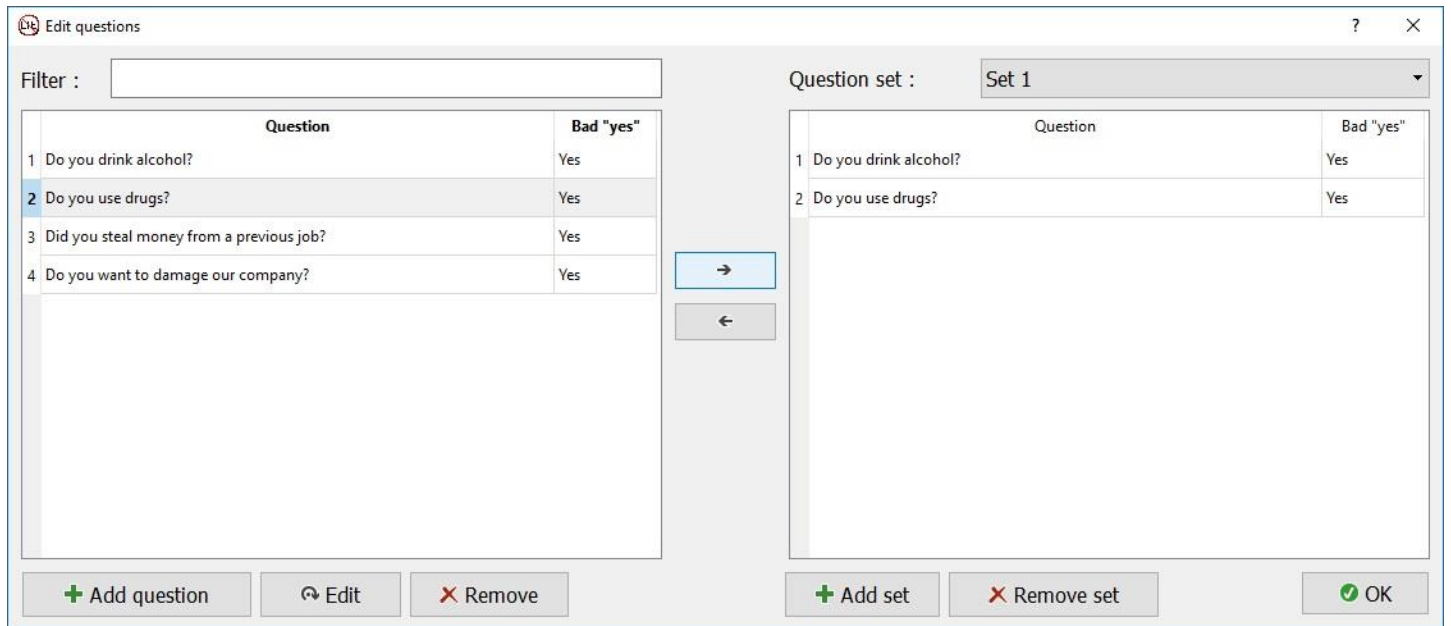 Edit questions ? ×
Filter : Question set : Set 1
Question Bad "yes" Question Bad "yes"
1 Do you drink alcohol? Yes 1 Do you drink alcohol? Yes
2 Do you use drugs? Yes 2 Do you use drugs? Yes
3 Did you steal money from a previous job? Yes
4 Do you want to damage our company? Yes
Add question Edit Remove Add set Remove set OK